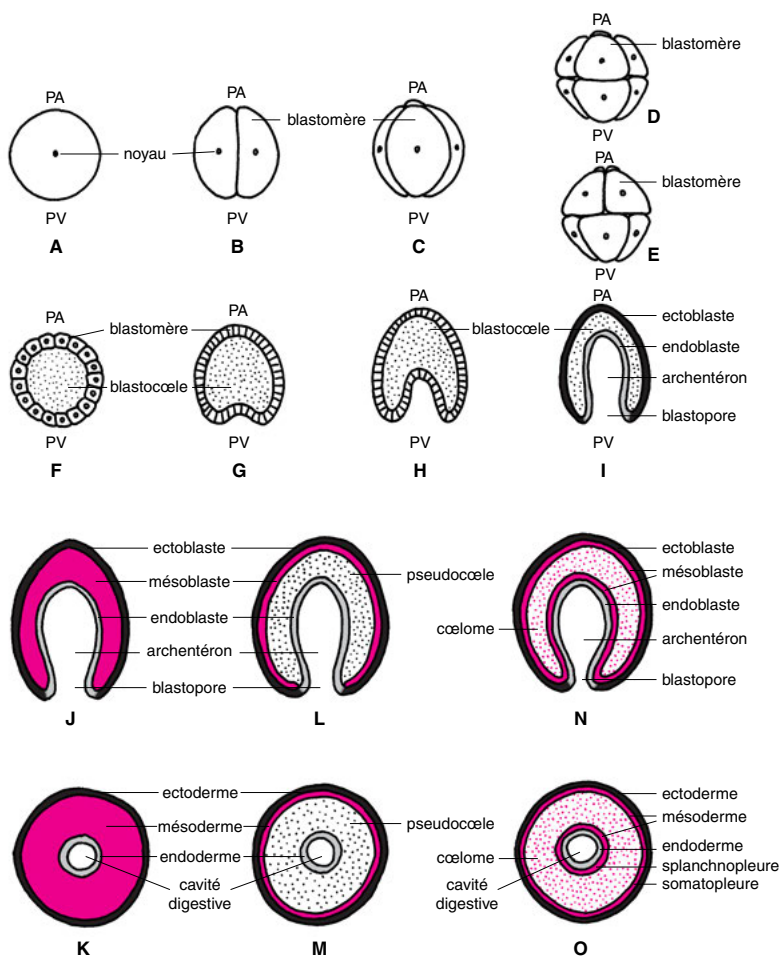 PA
blastomère
PV
D
PA
PA
PA
blastomère
noyau
PV
PV
PV
A
B
C
PA
blastomère
PV
E
PA
PA
PA
PA
blastomère
blastocœle
blastocœle
ectoblaste
endoblaste
archentéron
blastopore
PV
PV
PV
PV
F
G
H
I
ectoblaste
mésoblaste
endoblaste
archentéron
blastopore
pseudocœle
cœlome
ectoblaste
mésoblaste
endoblaste
archentéron
blastopore
J
L
N
ectoderme
mésoderme
endoderme
cavité
digestive
pseudocœle
cœlome
cavité
digestive
ectoderme
mésoderme
endoderme
splanchnopleure
somatopleure
K
M
O